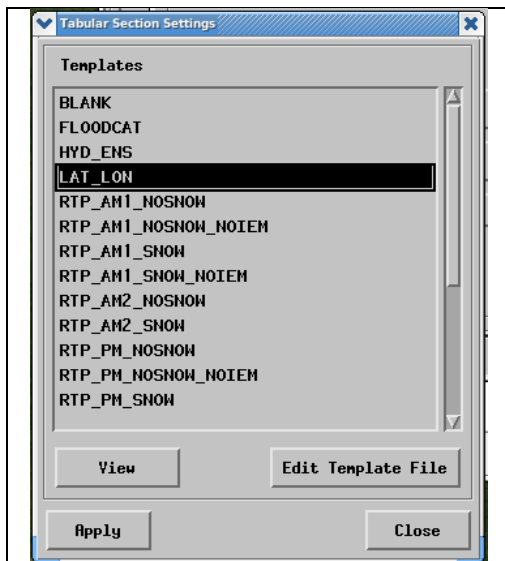 Tabular Section Settings
Templates
BLANK
FLOODCAT
HYD_ENS
LAT_LON
RTP_AM1_NOSNOW
RTP_AM1_NOSNOW_NOIEM
RTP_AM1_SNOW
RTP_AM1_SNOW_NOIEM
RTP_AM2_NOSNOW
RTP_AM2_SNOW
RTP_PM_NOSNOW
RTP_PM_NOSNOW_NOIEM
RTP_PM_SNOW
View Edit Template File
Apply Close